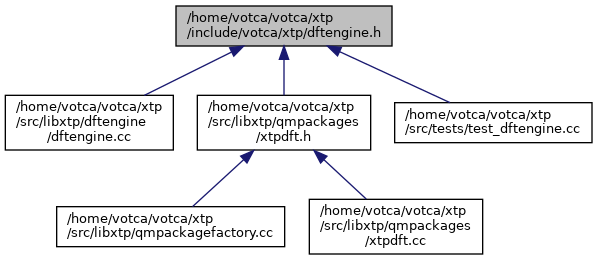 /home/votca/votca/xtp
/include/votca/xtp/dftengine.h
/home/votca/votca/xtp
/src/libxtp/dftengine
/dftengine.cc
/home/votca/votca/xtp
/src/libxtp/qmpackages
/xtpdft.h
/home/votca/votca/xtp
/src/tests/test_dftengine.cc
/home/votca/votca/xtp
/src/libxtp/qmpackagefactory.cc
/home/votca/votca/xtp
/src/libxtp/qmpackages
/xtpdft.cc